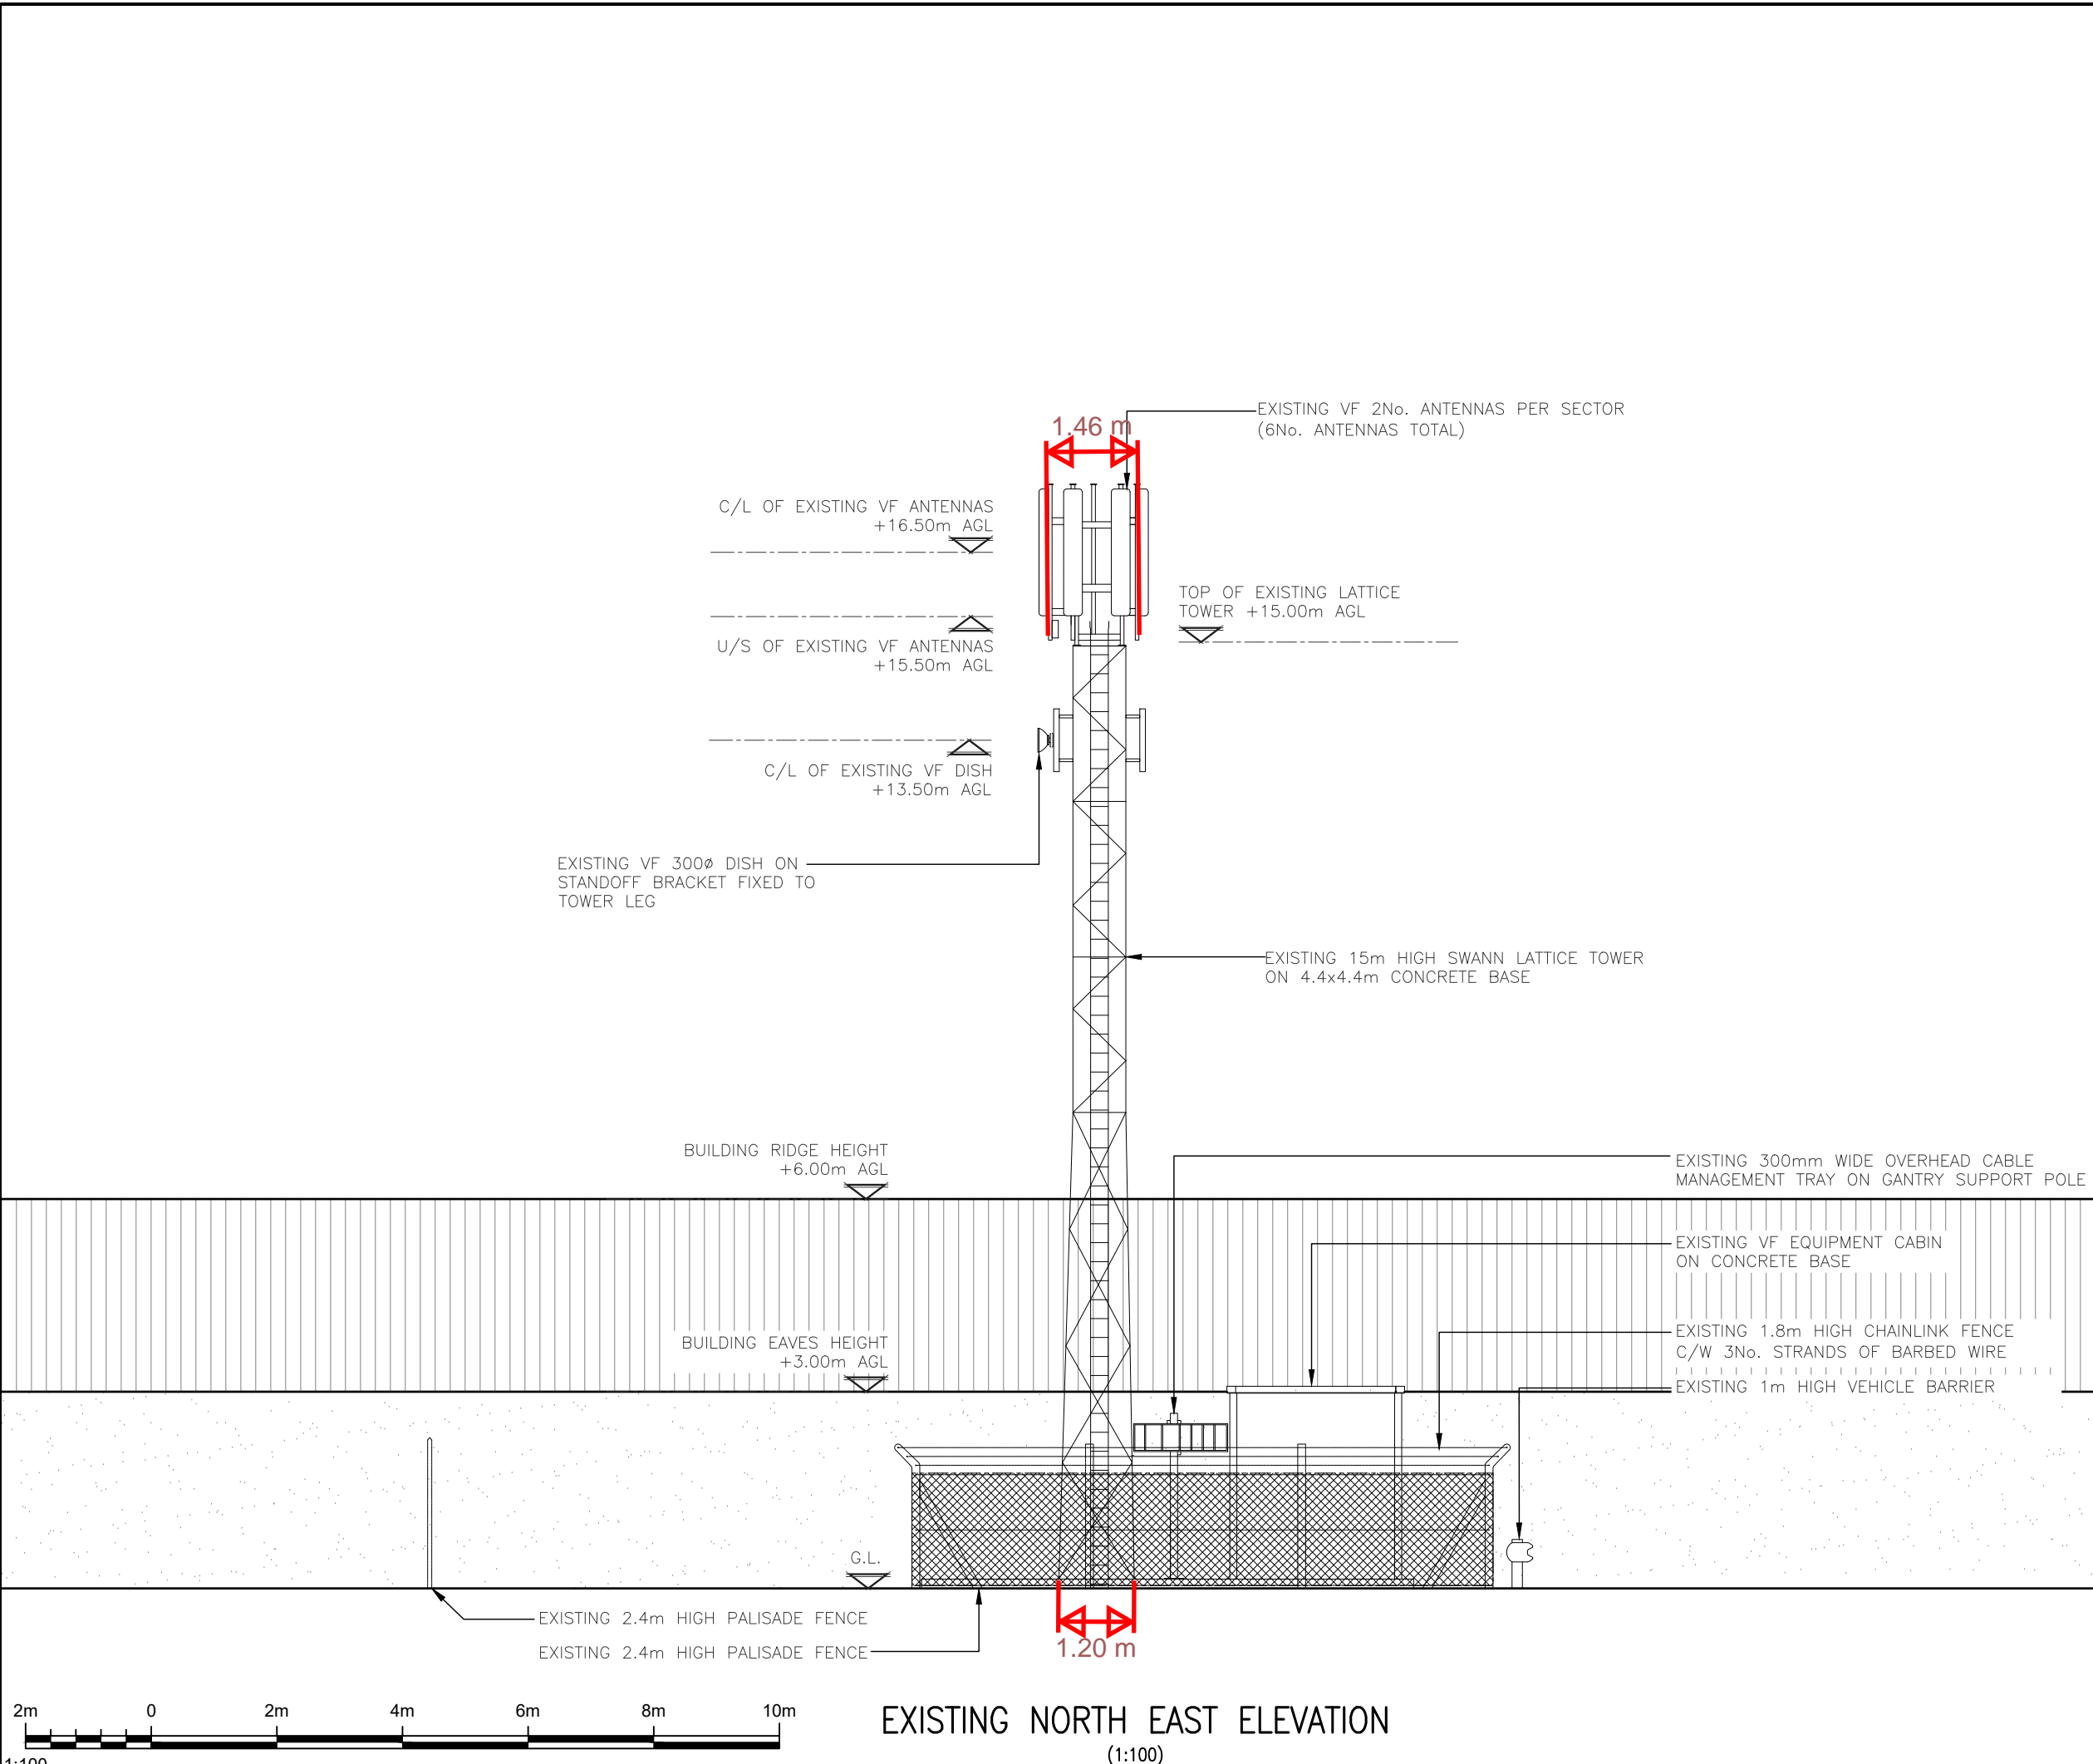 1.46 m
EXISTING VF 2No. ANTENNAS PER SECTOR
(6No. ANTENNAS TOTAL)
C/L OF EXISTING VF ANTENNAS
+16.50m AGL
TOP OF EXISTING LATTICE
TOWER +15.00m AGL
U/S OF EXISTING VF ANTENNAS
+15.50m AGL
C/L OF EXISTING VF DISH
+13.50m AGL
EXISTING VF 300ø DISH ON
STANDOFF BRACKET FIXED TO
TOWER LEG
EXISTING 15m HIGH SWANN LATTICE TOWER
ON 4.4x4.4m CONCRETE BASE
BUILDING RIDGE HEIGHT
+6.00m AGL
EXISTING 300mm WIDE OVERHEAD CABLE
MANAGEMENT TRAY ON GANTRY SUPPORT POLE
EXISTING VF EQUIPMENT CABIN
ON CONCRETE BASE
BUILDING EAVES HEIGHT
+3.00m AGL
EXISTING 1.8m HIGH CHAINLINK FENCE
C/W 3No. STRANDS OF BARBED WIRE
EXISTING 1m HIGH VEHICLE BARRIER
G.L.
EXISTING 2.4m HIGH PALISADE FENCE
EXISTING 2.4m HIGH PALISADE FENCE
1.20 m
2m 0 2m 4m 6m 8m 10m
1:100
EXISTING NORTH EAST ELEVATION
(1:100)